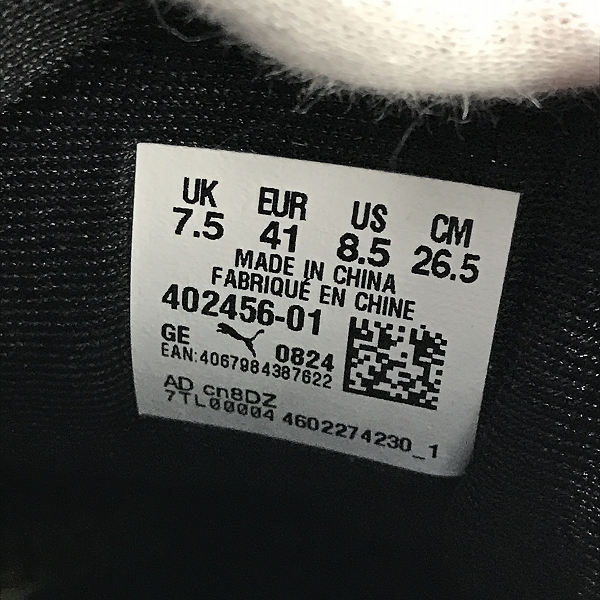 UK EUR US CM
7.5 41 8.5 26.5
MADE IN CHINA
FABRIQUÉ EN CHINE
402456-01
GE 0824
EAN:4067984387622
AD cn8DZ
7TL00004 4602274230_1